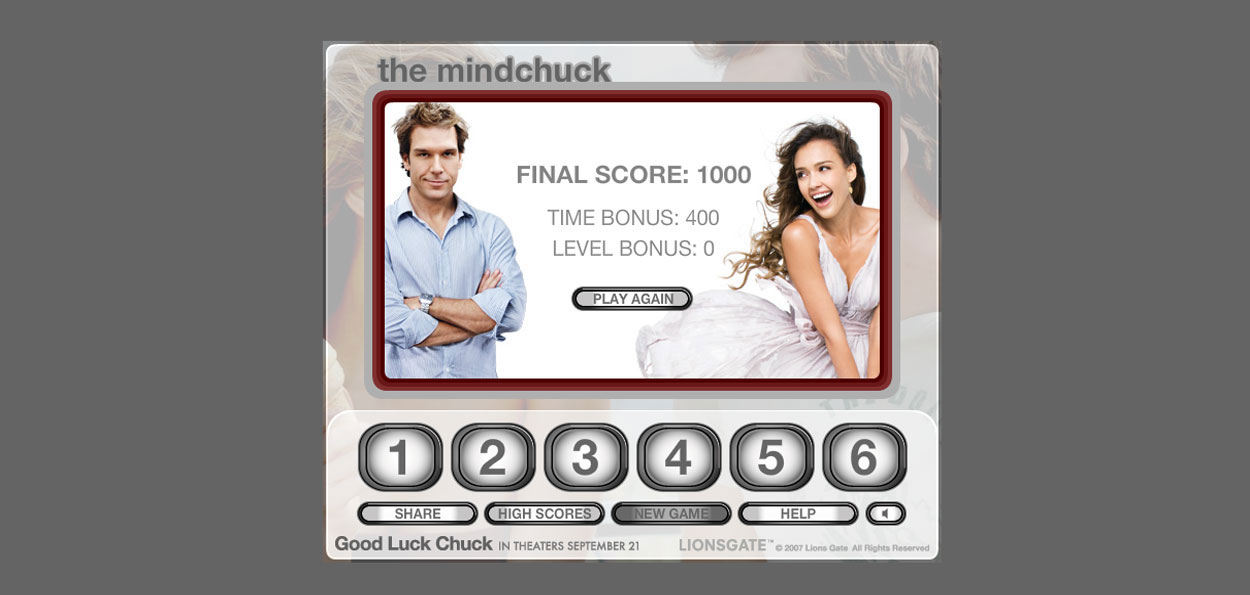 the mindchuck
FINAL SCORE: 1000
TIME BONUS: 400
LEVEL BONUS: 0
PLAY AGAIN
1 2 3 4 5 6
SHARE HIGH SCORES NEW GAME HELP
Good Luck Chuck IN THEATERS SEPTEMBER 21 LIONSGATE™ © 2007 Lions Gate All Rights Reserved